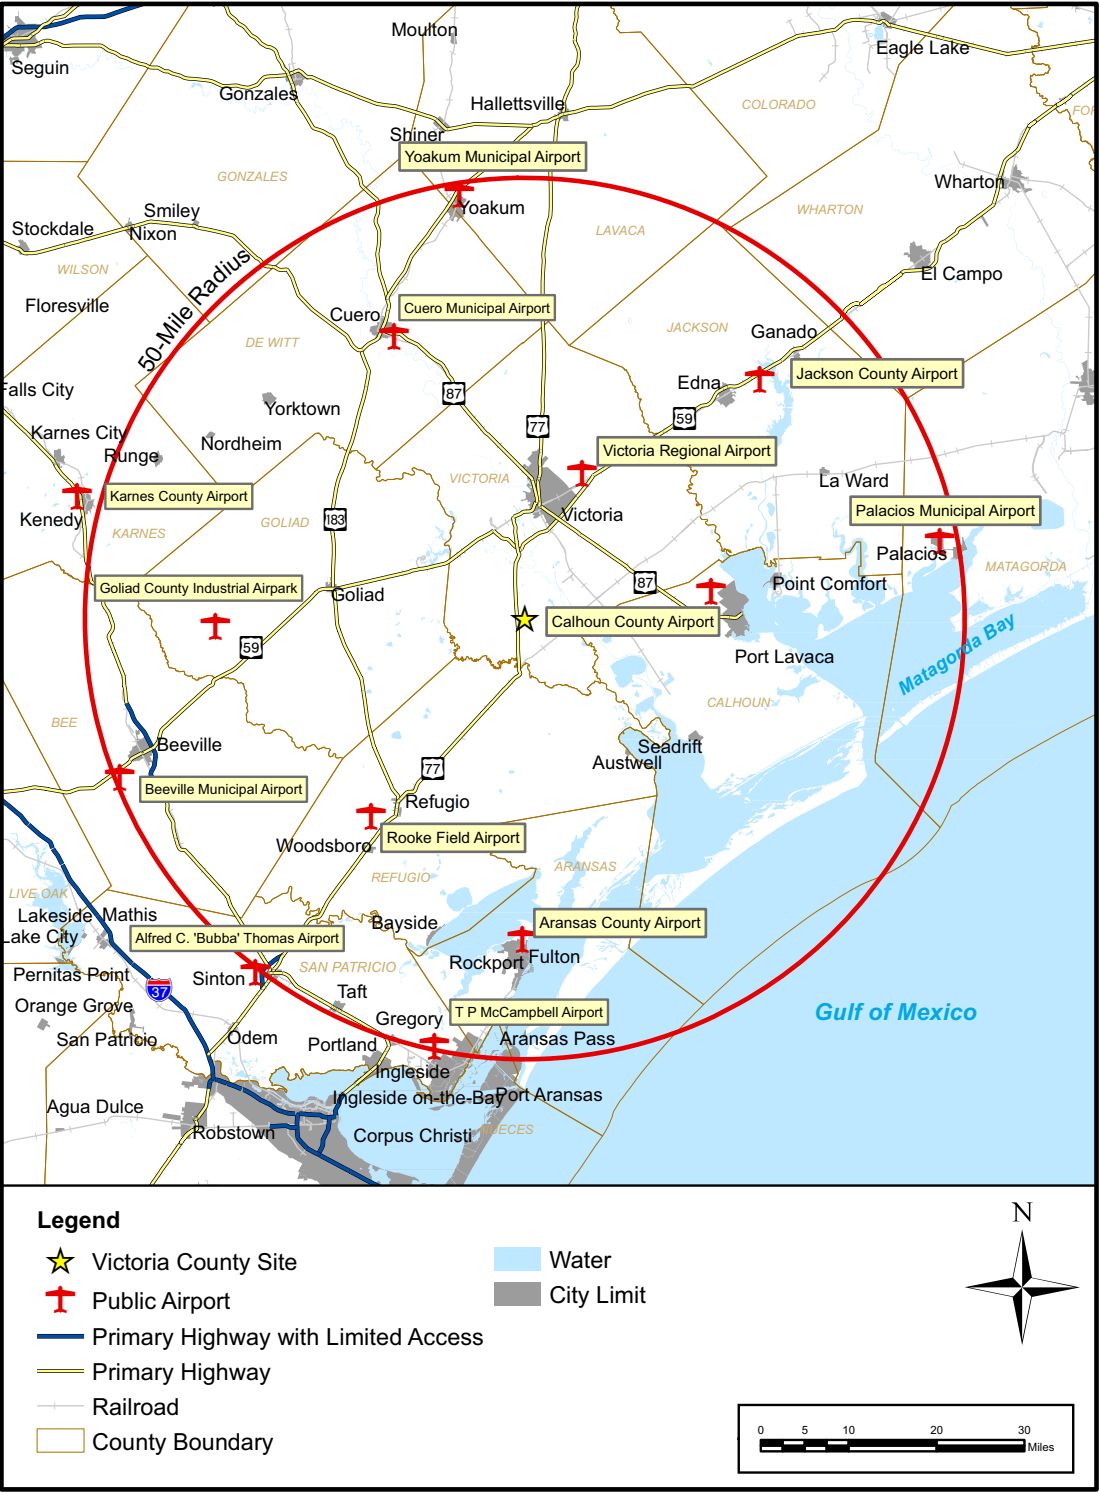 Moulton
Eagle Lake
Seguin
Gonzales
Hallettsville
COLORADO
Shiner
Yoakum Municipal Airport
GONZALES
Wharton
Yoakum
WHARTON
Smiley
Stockdale
Nixon
LAVACA
50-Mile Radius
WILSON
El Campo
Floresville
Cuero Municipal Airport
Cuero
JACKSON
Ganado
DE WITT
Jackson County Airport
Edna
Falls City
87
Yorktown
59
77
Karnes City
Nordheim
Runge
Victoria Regional Airport
VICTORIA
La Ward
Karnes County Airport
Palacios Municipal Airport
Victoria
Kenedy
183
GOLIAD
KARNES
Palacios
MATAGORDA
87
Point Comfort
Goliad County Industrial Airpark
Goliad
Calhoun County Airport
59
Matagorda Bay
Port Lavaca
CALHOUN
BEE
Beeville
Seadrift
Austwell
77
Beeville Municipal Airport
Refugio
Rooke Field Airport
Woodsboro
ARANSAS
REFUGIO
LIVE OAK
Lakeside
Mathis
Bayside
Aransas County Airport
Lake City
Alfred C. 'Bubba' Thomas Airport
Fulton
Rockport
SAN PATRICIO
Pernitas Point
Sinton
37
Taft
Orange Grove
T P McCampbell Airport
Gulf of Mexico
Gregory
San Patricio
Odem
Portland
Aransas Pass
Ingleside
Ingleside on-the-Bay
Port Aransas
Agua Dulce
Robstown
Corpus Christi
Legend
N
Victoria County Site
Water
Public Airport
City Limit
Primary Highway with Limited Access
Primary Highway
Railroad
County Boundary
0 5 10 20 30
Miles